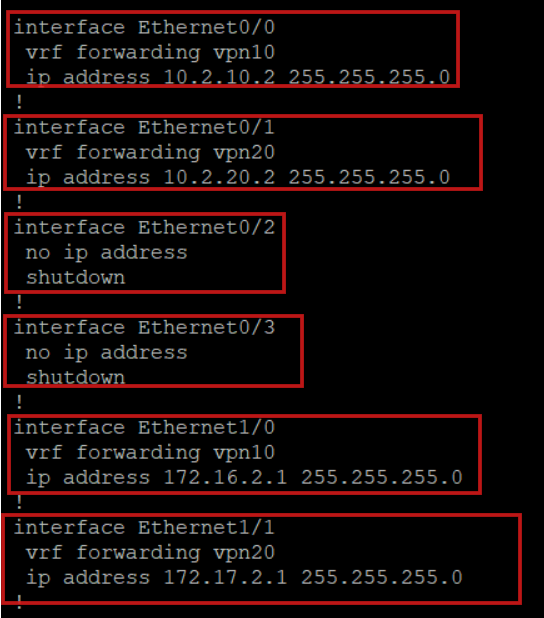 interface Ethernet0/0
vrf forwarding vpn10
ip address 10.2.10.2 255.255.255.0
!
interface Ethernet0/1
vrf forwarding vpn20
ip address 10.2.20.2 255.255.255.0
!
interface Ethernet0/2
no ip address
shutdown
!
interface Ethernet0/3
no ip address
shutdown
!
interface Ethernet1/0
vrf forwarding vpn10
ip address 172.16.2.1 255.255.255.0
!
interface Ethernet1/1
vrf forwarding vpn20
ip address 172.17.2.1 255.255.255.0
!